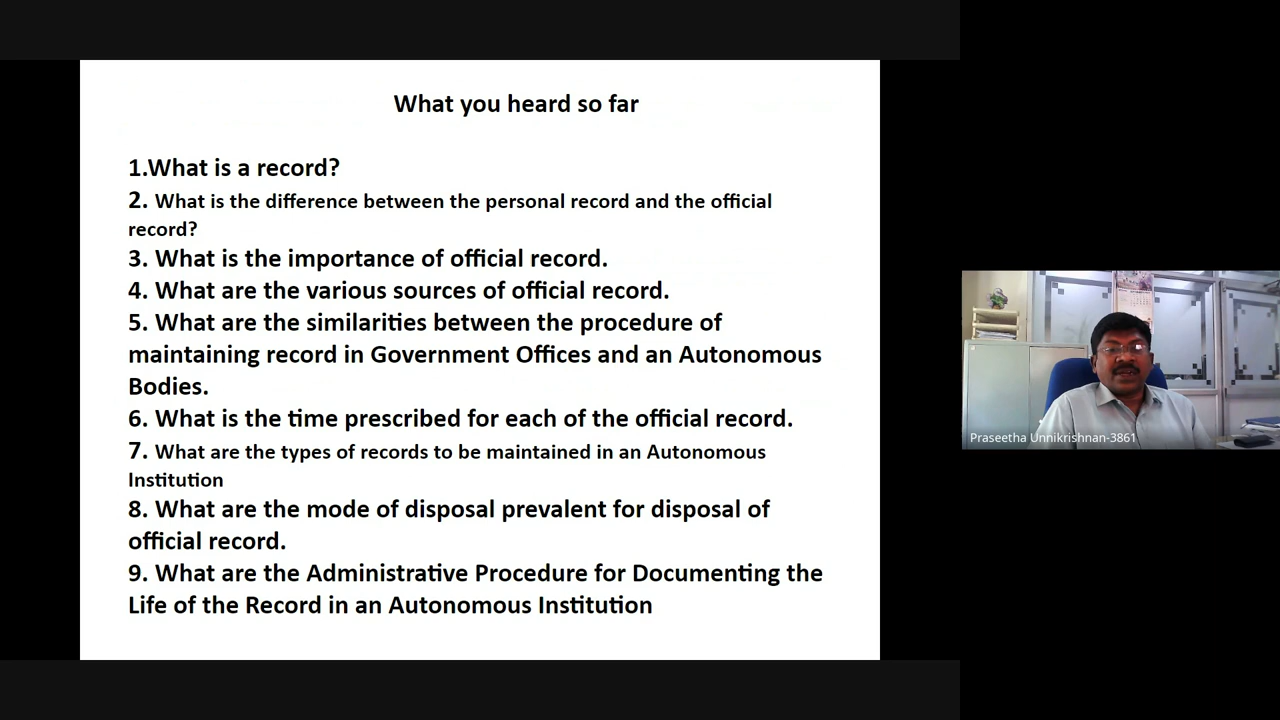 What you heard so far
1.What is a record?
2. What is the difference between the personal record and the official
record?
3. What is the importance of official record.
4. What are the various sources of official record.
5. What are the similarities between the procedure of
maintaining record in Government Offices and an Autonomous
Bodies.
6. What is the time prescribed for each of the official record.
7. What are the types of records to be maintained in an Autonomous
Institution
8. What are the mode of disposal prevalent for disposal of
official record.
9. What are the Administrative Procedure for Documenting the
Life of the Record in an Autonomous Institution
Praseetha Unnikrishnan-3861